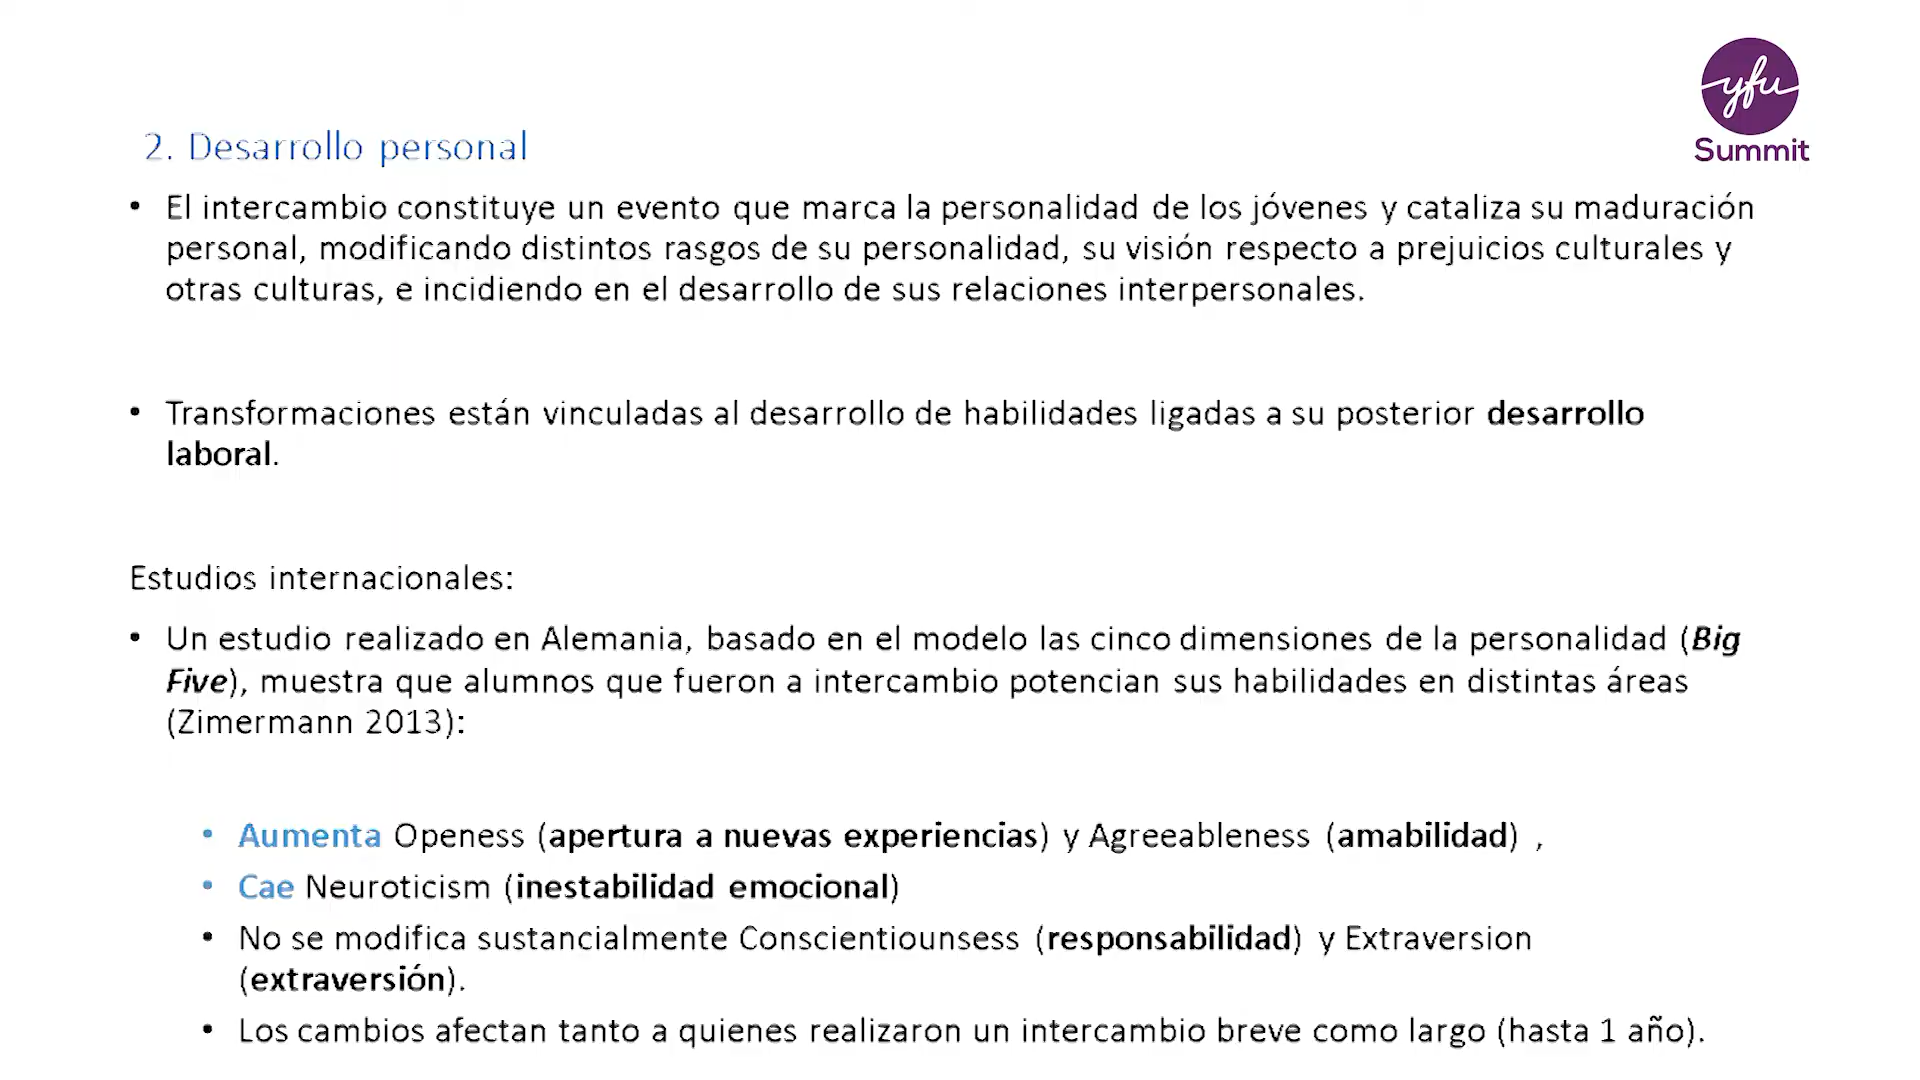 yfu
Summit
2. Desarrollo personal
• El intercambio constituye un evento que marca la personalidad de los jóvenes y cataliza su maduración
personal, modificando distintos rasgos de su personalidad, su visión respecto a prejuicios culturales y
otras culturas, e incidiendo en el desarrollo de sus relaciones interpersonales.
• Transformaciones están vinculadas al desarrollo de habilidades ligadas a su posterior desarrollo
laboral.
Estudios internacionales:
• Un estudio realizado en Alemania, basado en el modelo las cinco dimensiones de la personalidad (Big
Five), muestra que alumnos que fueron a intercambio potencian sus habilidades en distintas áreas
(Zimermann 2013):
• Aumenta Openess (apertura a nuevas experiencias) y Agreeableness (amabilidad) ,
• Cae Neuroticism (inestabilidad emocional)
• No se modifica sustancialmente Conscientiounsess (responsabilidad) y Extraversion
(extraversión).
• Los cambios afectan tanto a quienes realizaron un intercambio breve como largo (hasta 1 año).